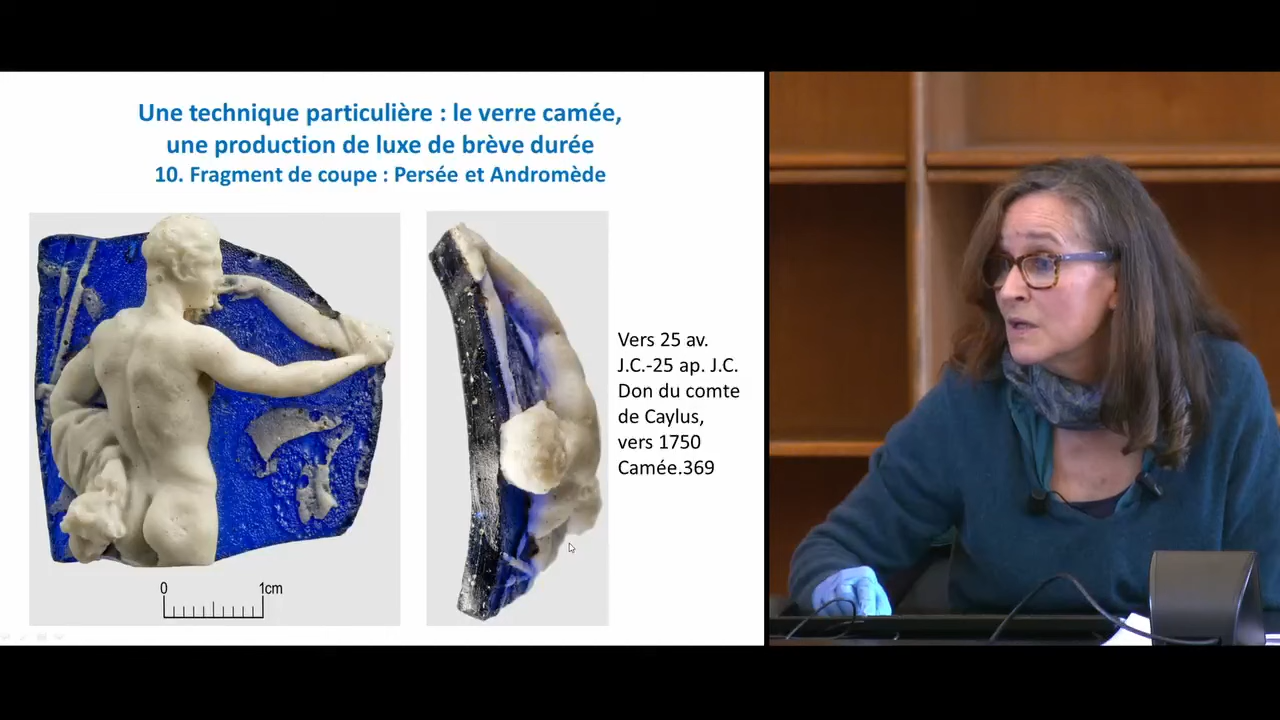 Une technique particulière : le verre camée,
une production de luxe de brève durée
10. Fragment de coupe : Persée et Andromède
Vers 25 av.
J.C.-25 ap. J.C.
Don du comte
de Caylus,
vers 1750
Camée.369
0 1cm